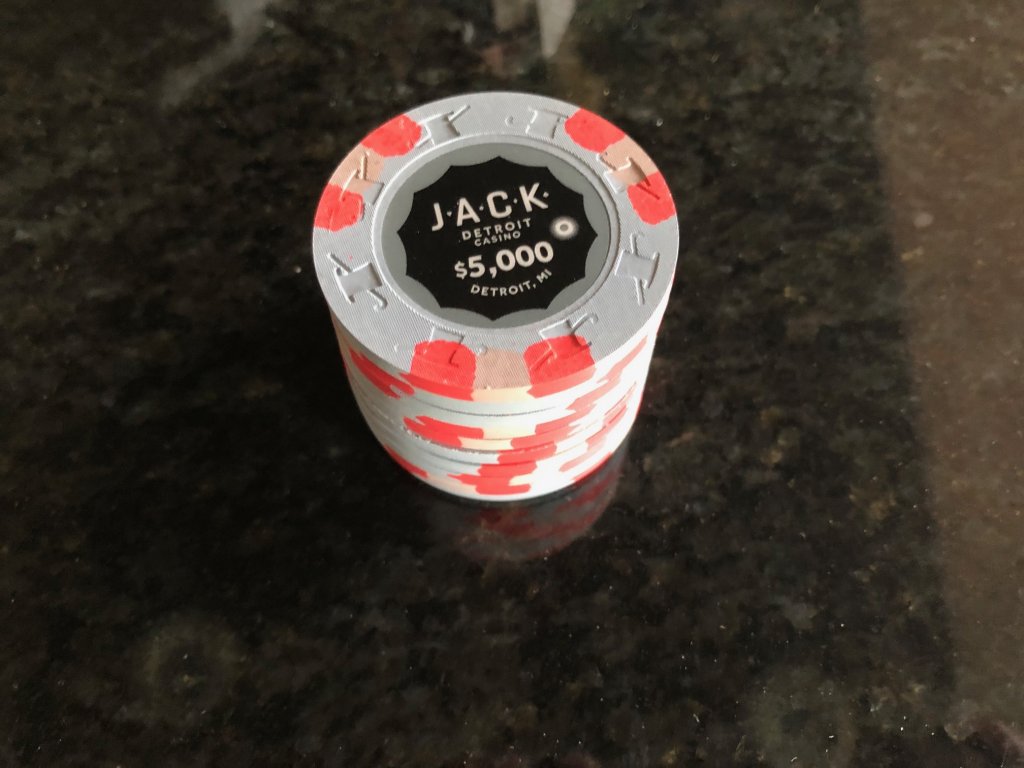 J·A·C·K·
DETROIT
CASINO
$5,000
DETROIT, MI